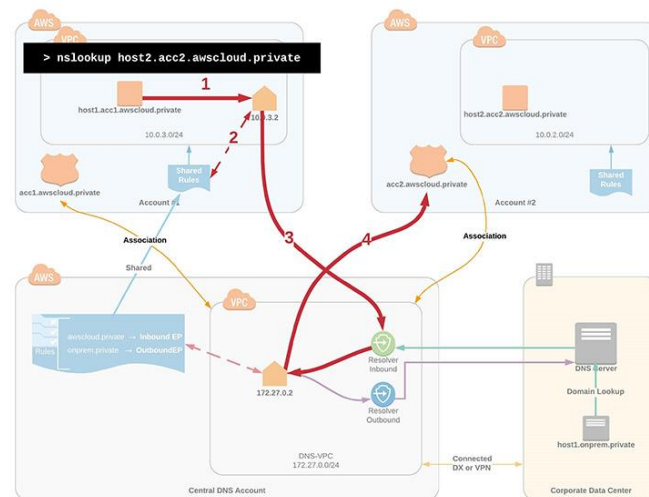 AWS
VPC
> nslookup host2.acc2.awscloud.private
1
host1.acc1.awscloud.private
10.0.3.2
2
10.0.3.0/24
Shared
Rules
acc1.awscloud.private
Account #1
AWS
VPC
host2.acc2.awscloud.private
10.0.2.0/24
acc2.awscloud.private
Shared
Rules
Account #2
3
4
Association
Shared
Association
AWS
VPC
Rules
awscloud.private → Inbound EP
onprem.private → OutboundEP
172.27.0.2
Resolver
Inbound
Resolver
Outbound
DNS-VPC
172.27.0.0/24
Central DNS Account
Connected
DX or VPN
DNS Server
Domain Lookup
host1.onprem.private
Corporate Data Center